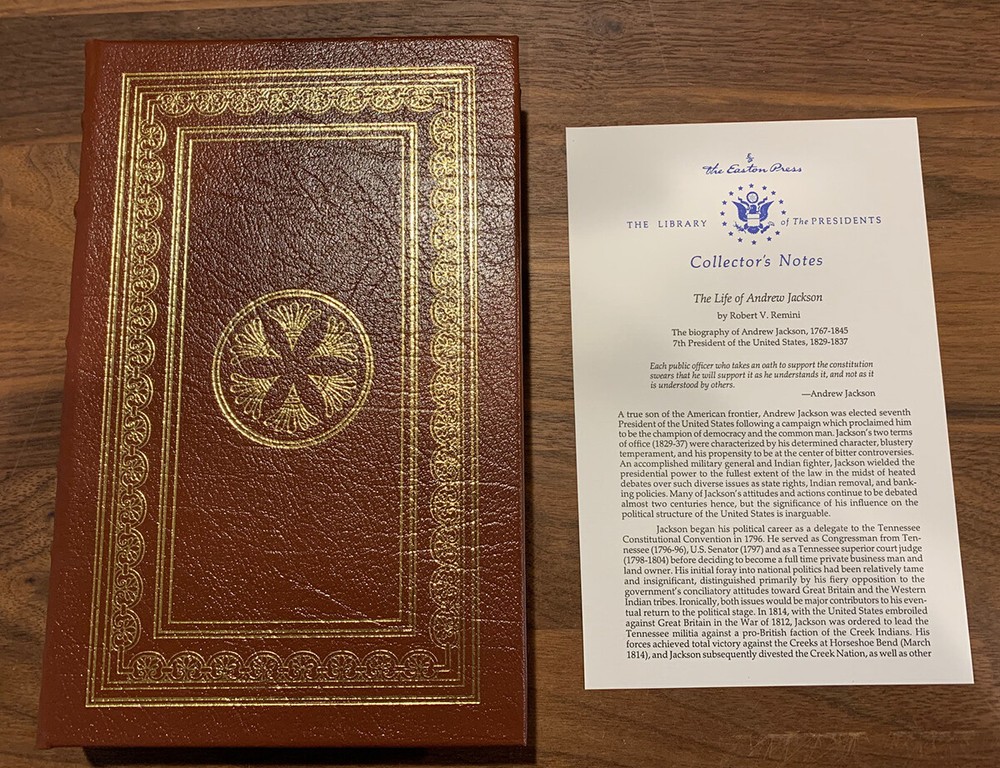 The Easton Press
THE LIBRARY of The PRESIDENTS
Collector's Notes
The Life of Andrew Jackson
by Robert V. Remini
The biography of Andrew Jackson, 1767-1845
7th President of the United States, 1829-1837
Each public officer who takes an oath to support the constitution
swears that he will support it as he understands it, and not as it
is understood by others.
—Andrew Jackson
A true son of the American frontier, Andrew Jackson was elected seventh
President of the United States following a campaign which proclaimed him
to be the champion of democracy and the common man. Jackson's two terms
of office (1829-37) were characterized by his determined character, blustery
temperament, and his propensity to be at the center of bitter controversies.
An accomplished military general and Indian fighter, Jackson wielded the
presidential power to the fullest extent of the law in the midst of heated
debates over such diverse issues as state rights, Indian removal, and bank-
ing policies. Many of Jackson's attitudes and actions continue to be debated
almost two centuries hence, but the significance of his influence on the
political structure of the United States is inarguable.
Jackson began his political career as a delegate to the Tennessee
Constitutional Convention in 1796. He served as Congressman from Ten-
nessee (1796-96), U.S. Senator (1797) and as a Tennessee superior court judge
(1798-1804) before deciding to become a full time private business man and
land owner. His initial foray into national politics had been relatively tame
and insignificant, distinguished primarily by his fiery opposition to the
government's conciliatory attitudes toward Great Britain and the Western
Indian tribes. Ironically, both issues would be major contributors to his even-
tual return to the political stage. In 1814, with the United States embroiled
against Great Britain in the War of 1812, Jackson was ordered to lead the
Tennessee militia against a pro-British faction of the Creek Indians. His
forces achieved total victory against the Creeks at Horseshoe Bend (March
1814), and Jackson subsequently divested the Creek Nation, as well as other